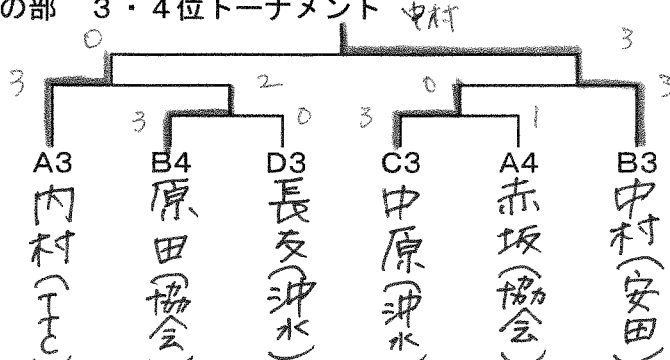 の部 3・4位トーナメント
中村
0 3
3 2 0 3
3 0 3 1
A3 B4 D3 C3 A4 B3
内村(TTC)
原田(協会)
長友(沖水)
中原(沖水)
赤坂(協会)
中村(安田)